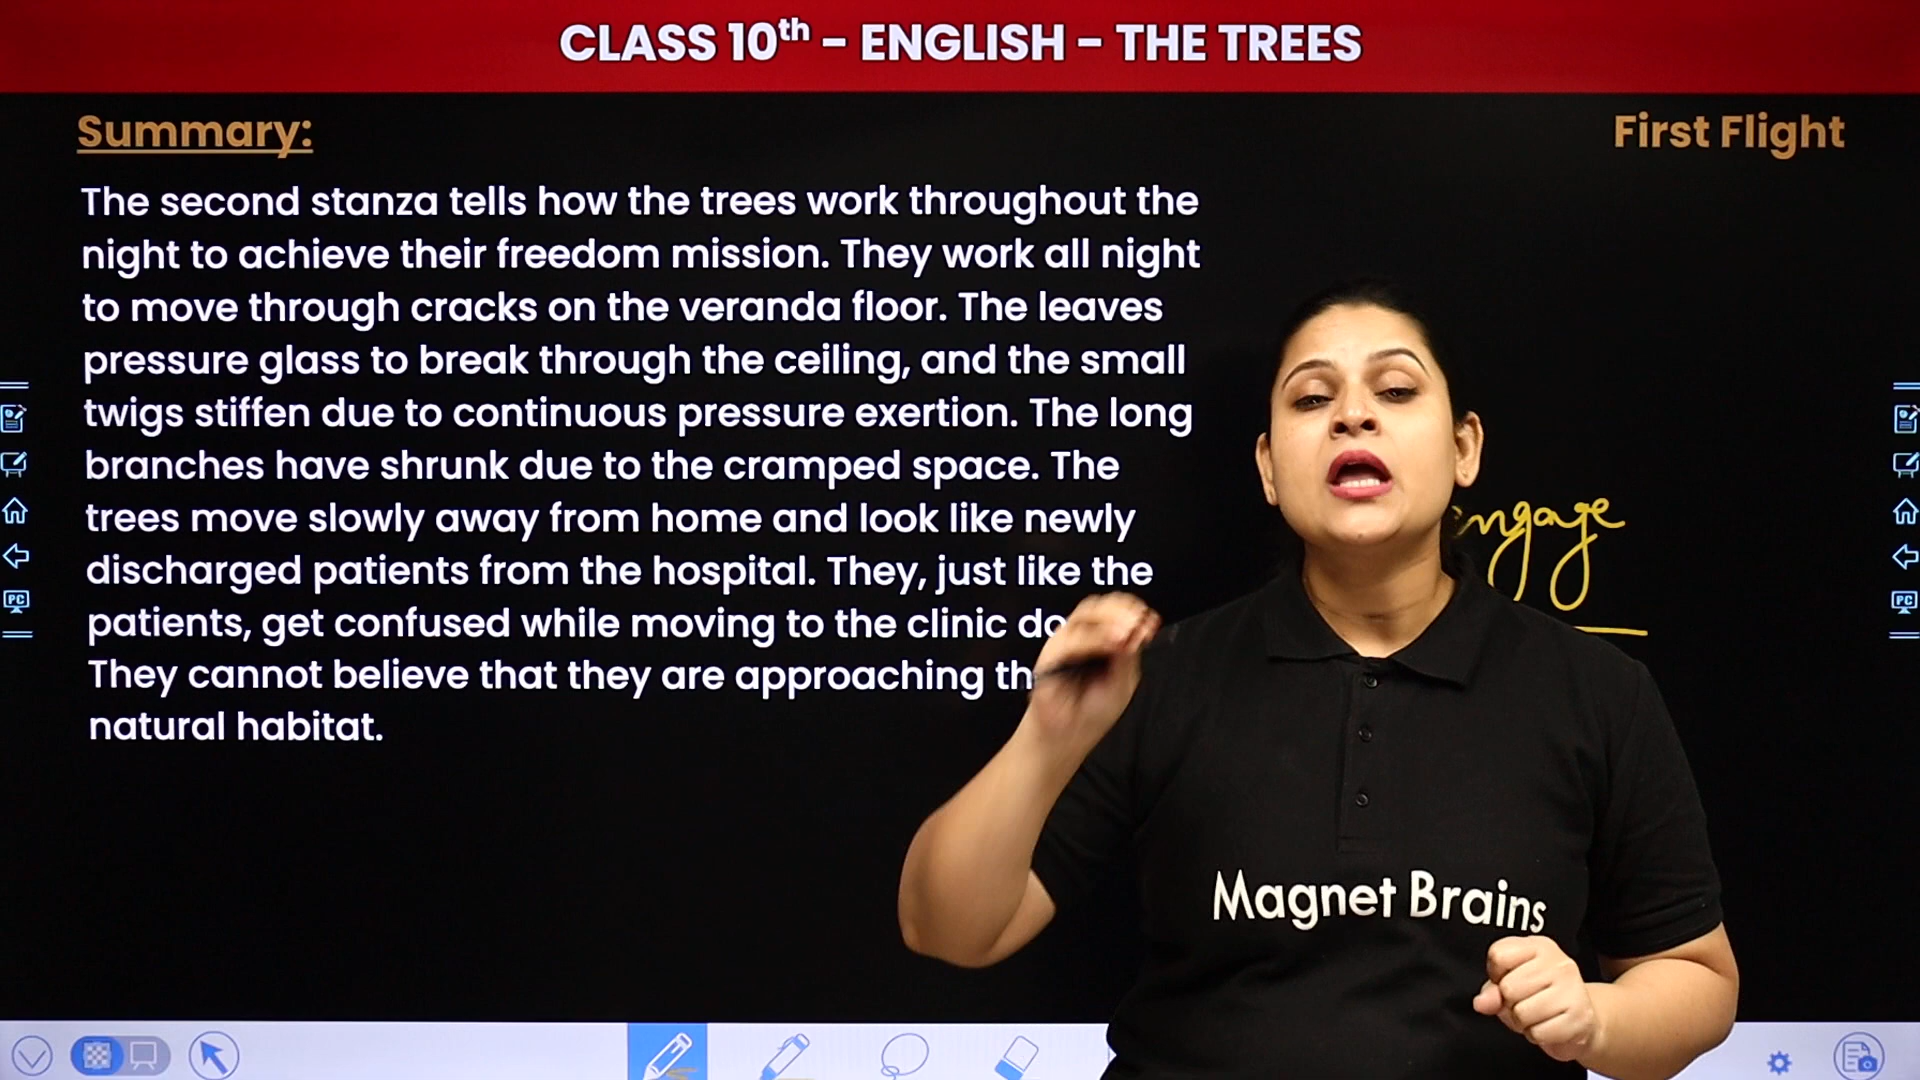 CLASS 10th - ENGLISH - THE TREES
Summary:
First Flight
The second stanza tells how the trees work throughout the
night to achieve their freedom mission. They work all night
to move through cracks on the veranda floor. The leaves
pressure glass to break through the ceiling, and the small
twigs stiffen due to continuous pressure exertion. The long
branches have shrunk due to the cramped space. The
trees move slowly away from home and look like newly
discharged patients from the hospital. They, just like the
patients, get confused while moving to the clinic
They cannot believe that they are approaching
natural habitat.
Magnet Brains
PC
PC